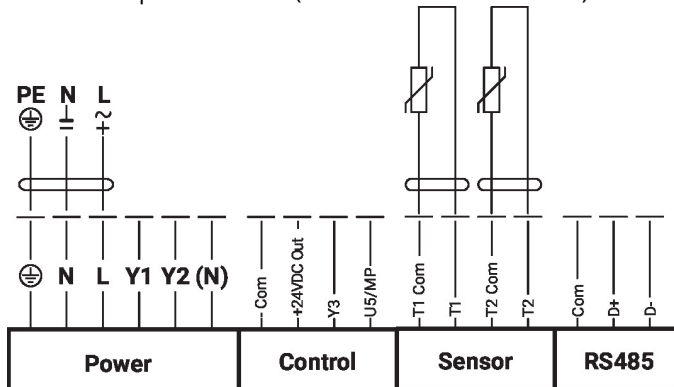 PE N L
N L Y1 Y2 (N)
Com
+24VDC Out
Y3
U5/MP
T1 Com
T1
T2 Com
T2
Com
D+
D-
Power
Control
Sensor
RS485